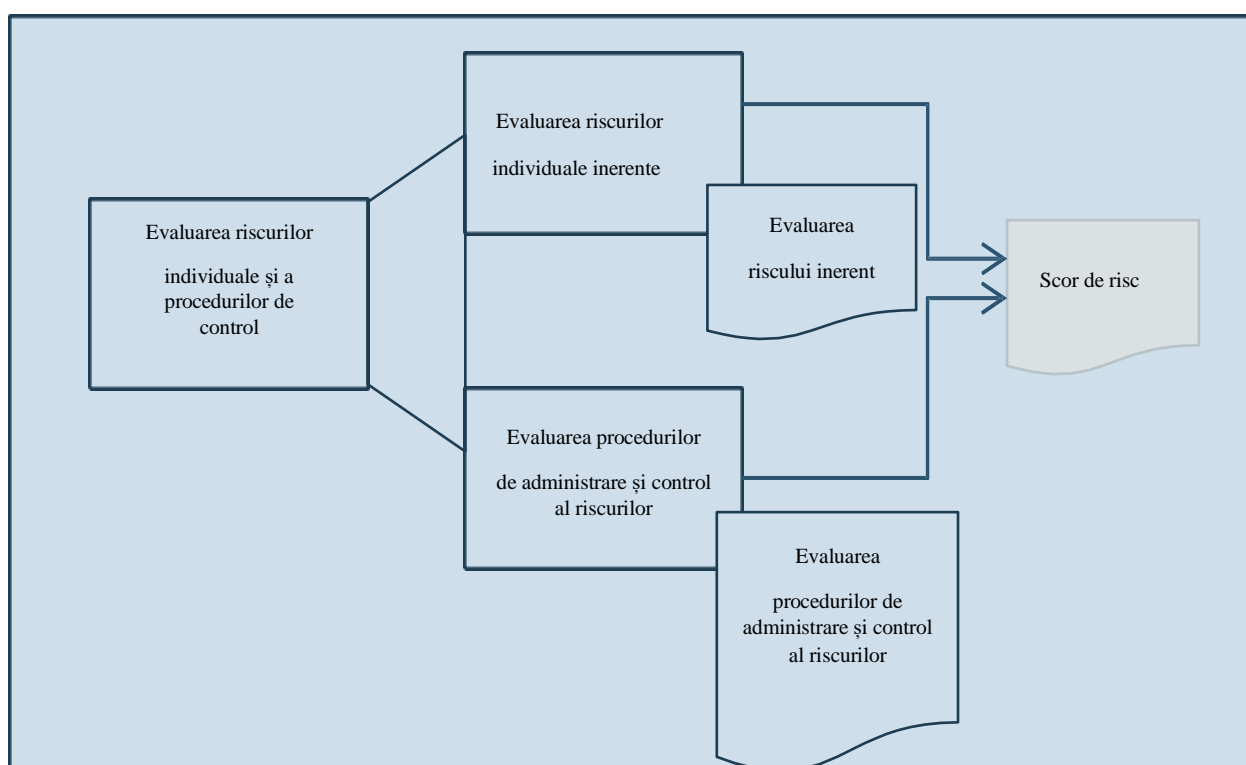 Evaluarea riscurilor
individuale și a
procedurilor de
control
Evaluarea riscurilor
individuale inerente
Evaluarea
riscului inerent
Scor de risc
Evaluarea procedurilor
de administrare și control
al riscurilor
Evaluarea
procedurilor de
administrare și control
al riscurilor